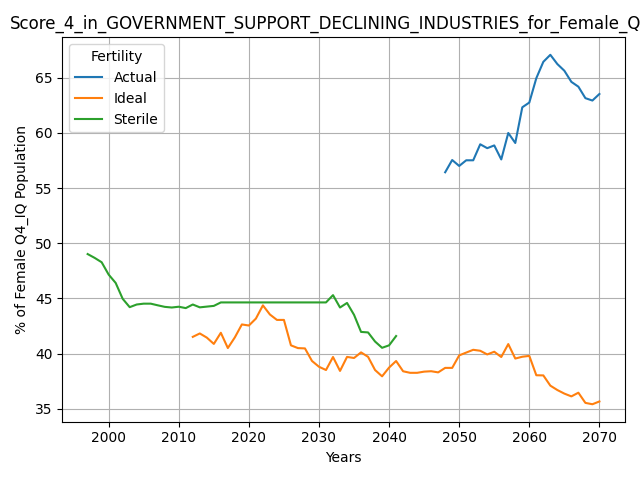 Score_4_in_GOVERNMENT_SUPPORT_DECLINING_INDUSTRIES_for_Female_Q
Fertility
Actual
Ideal
Sterile
% of Female Q4_IQ Population
65
60
55
50
45
40
35
2000 2010 2020 2030 2040 2050 2060 2070
Years